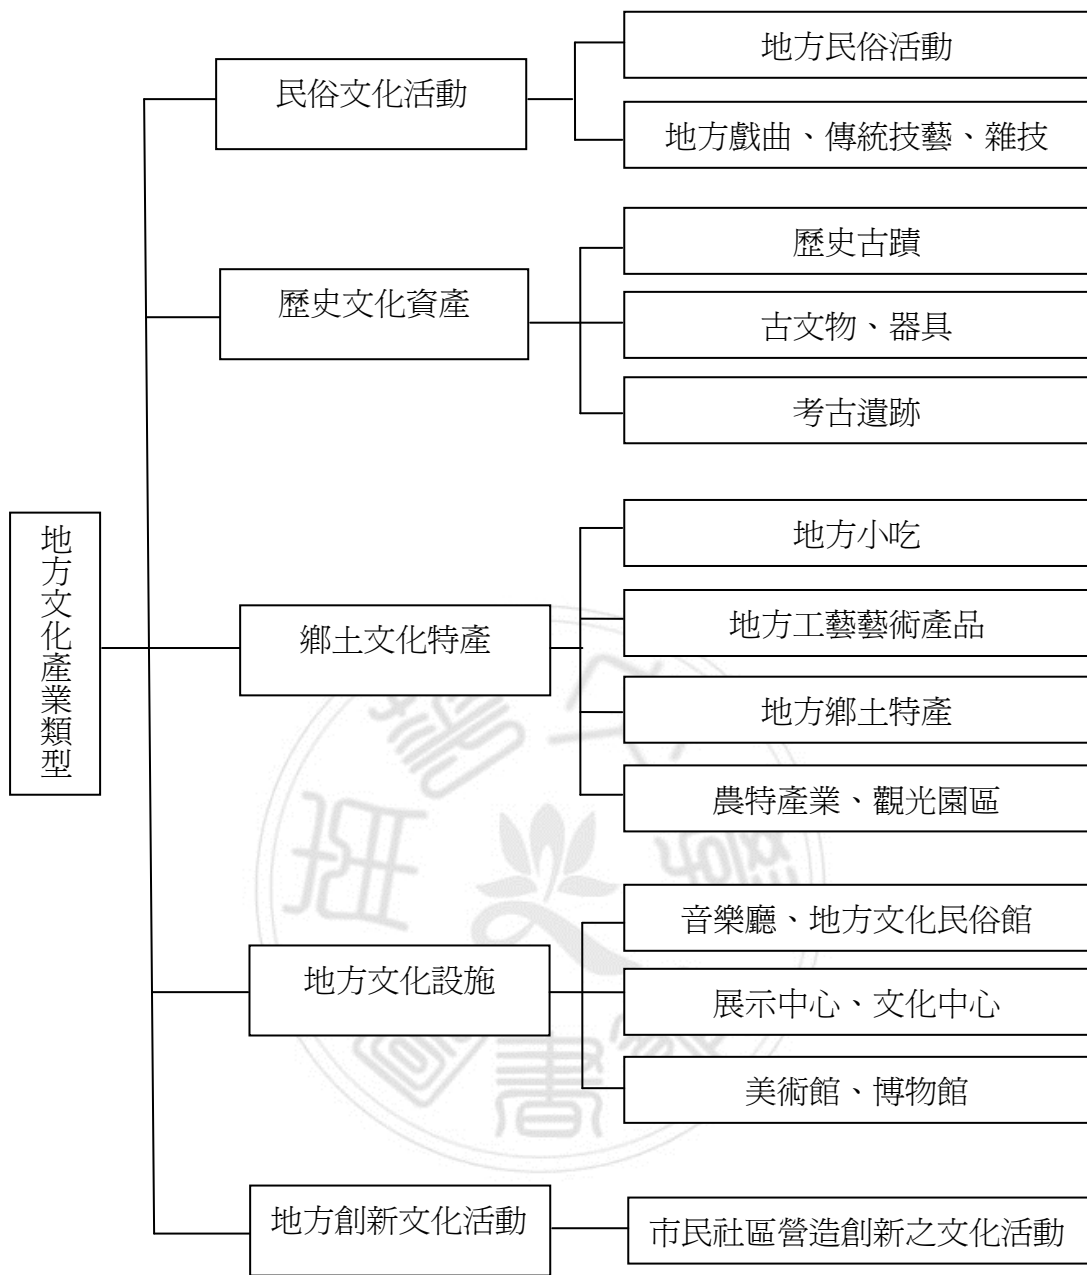 地方文化產業類型
民俗文化活動
地方民俗活動
地方戲曲、傳統技藝、雜技
歷史文化資產
歷史古蹟
古文物、器具
考古遺跡
鄉土文化特產
地方小吃
地方工藝藝術產品
地方鄉土特產
農特產業、觀光園區
地方文化設施
音樂廳、地方文化民俗館
展示中心、文化中心
美術館、博物館
地方創新文化活動
市民社區營造創新之文化活動